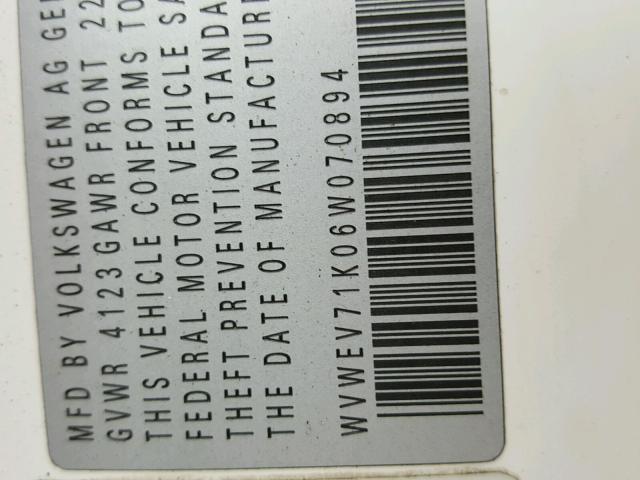 MFD BY VOLKSWAGEN AG GE
GVWR 4123 GAWR FRONT 22
THIS VEHICLE CONFORMS TO
FEDERAL MOTOR VEHICLE SA
THEFT PREVENTION STANDA
THE DATE OF MANUFACTUR
WVWEV71K06W070894